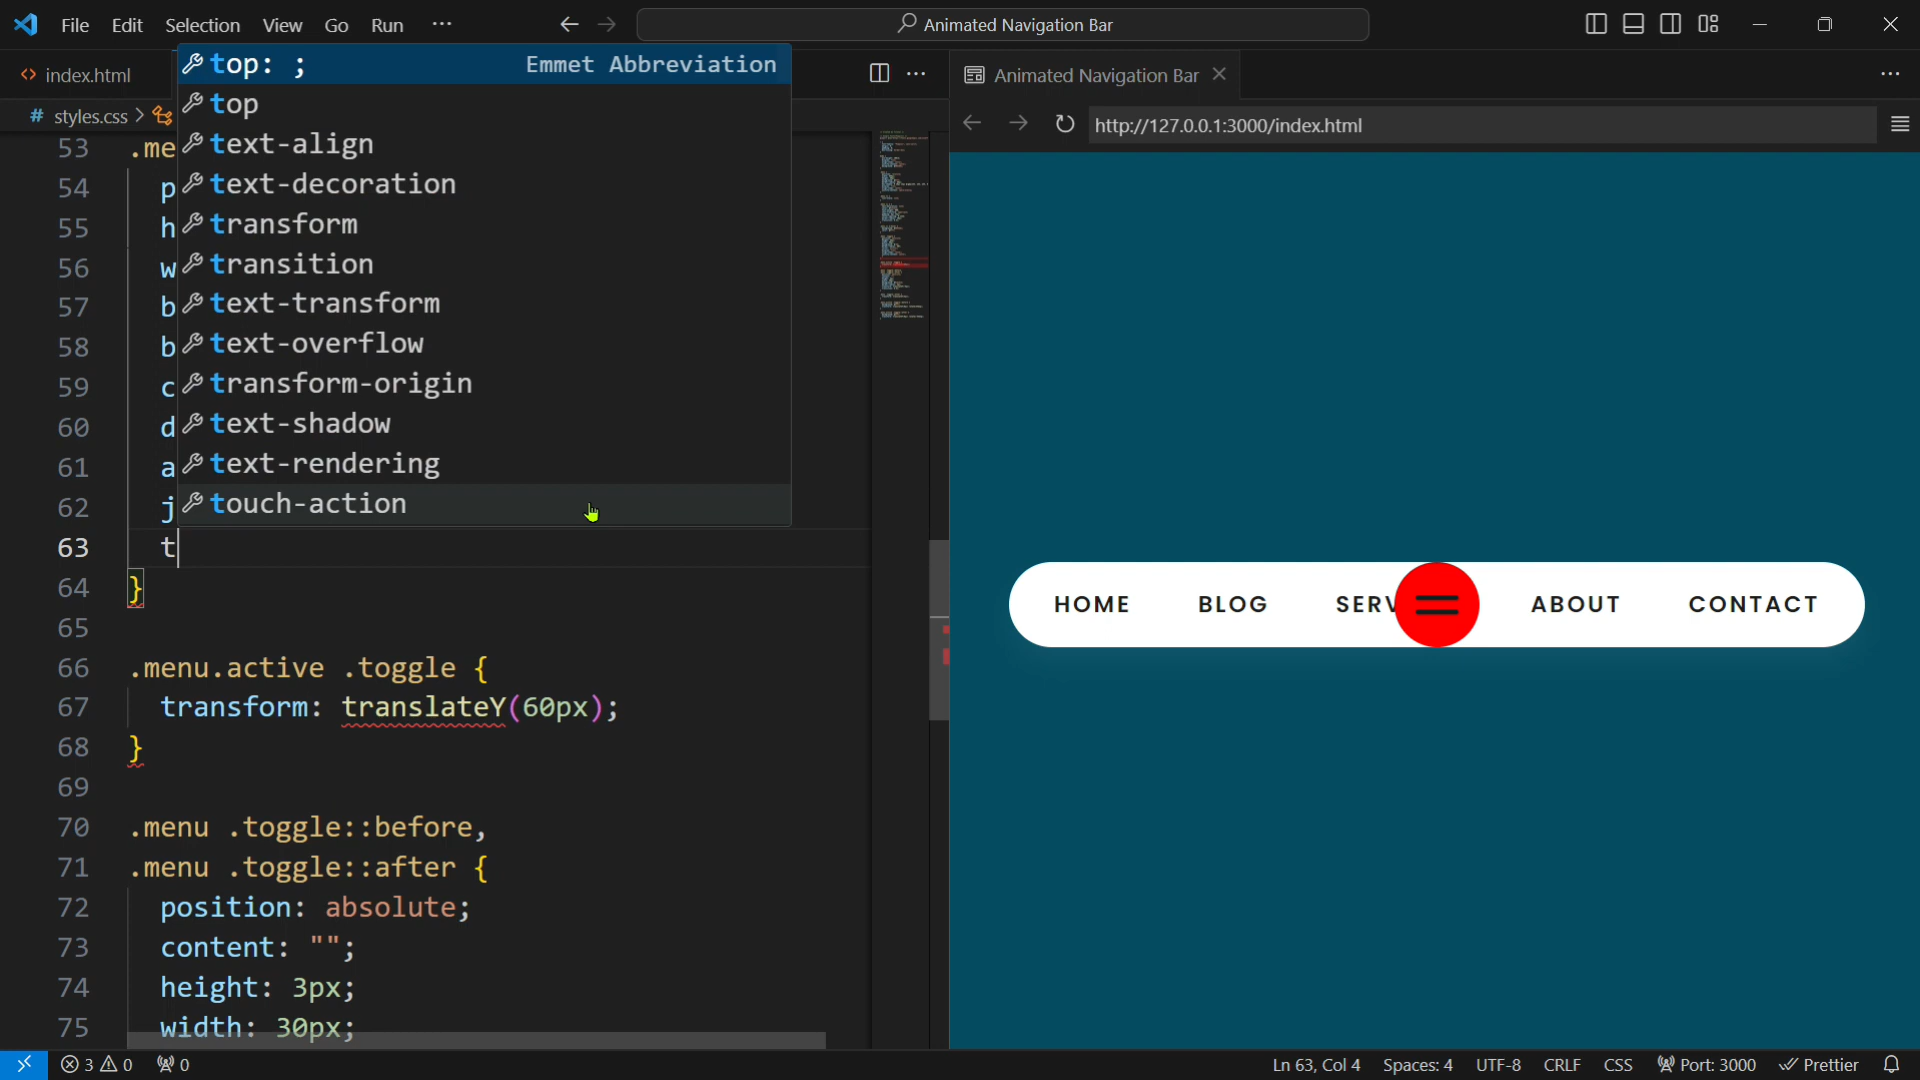 File Edit Selection View Go Run ···
Animated Navigation Bar
index.html
styles.css
top: ; Emmet Abbreviation
top
text-align
text-decoration
transform
transition
text-transform
text-overflow
transform-origin
text-shadow
text-rendering
touch-action
53 .me
54 p
55 h
56 w
57 b
58 b
59 c
60 d
61 a
62 j
63 t
64 }
65
66 .menu.active .toggle {
67 transform: translateY(60px);
68 }
69
70 .menu .toggle::before,
71 .menu .toggle::after {
72 position: absolute;
73 content: "";
74 height: 3px;
75 width: 30px;
Animated Navigation Bar
http://127.0.0.1:3000/index.html
HOME BLOG SERV ABOUT CONTACT
3 0 0 Ln 63, Col 4 Spaces: 4 UTF-8 CRLF CSS Port: 3000 Prettier